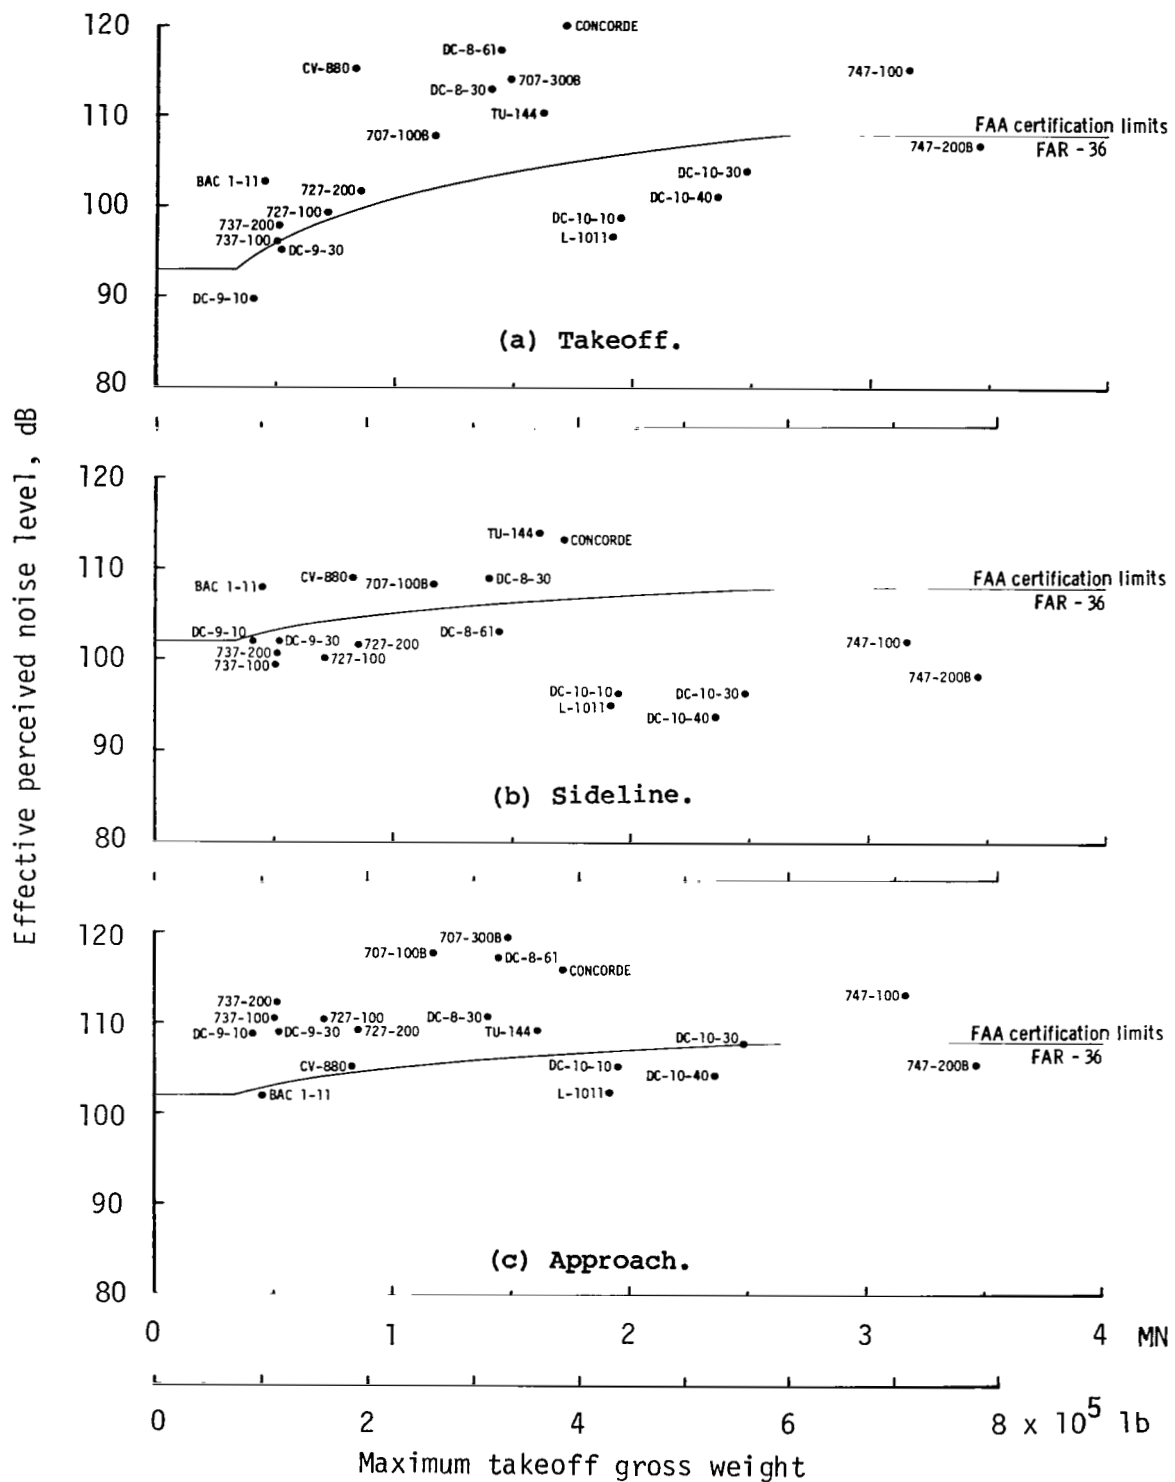 Effective perceived noise level, dB
120
110
100
90
80
CONCORDE
DC-8-61
CV-880
707-300B
DC-8-30
747-100
TU-144
707-100B
FAA certification limits
FAR - 36
747-200B
DC-10-30
BAC 1-11
727-200
DC-10-40
727-100
DC-10-10
737-200
L-1011
737-100
DC-9-30
DC-9-10
(a) Takeoff.
120
110
100
90
80
TU-144
CONCORDE
CV-880
707-100B
DC-8-30
BAC 1-11
FAA certification limits
FAR - 36
DC-9-10
DC-9-30
DC-8-61
737-200
727-200
747-100
737-100
727-100
747-200B
DC-10-10
DC-10-30
L-1011
DC-10-40
(b) Sideline.
120
110
100
90
80
707-300B
707-100B
DC-8-61
CONCORDE
737-200
747-100
737-100
727-100
DC-8-30
DC-9-10
DC-9-30
727-200
TU-144
DC-10-30
FAA certification limits
FAR - 36
CV-880
DC-10-10
747-200B
DC-10-40
BAC 1-11
L-1011
(c) Approach.
0 1 2 3 4 MN
0 2 4 6 8 x 10^5 lb
Maximum takeoff gross weight